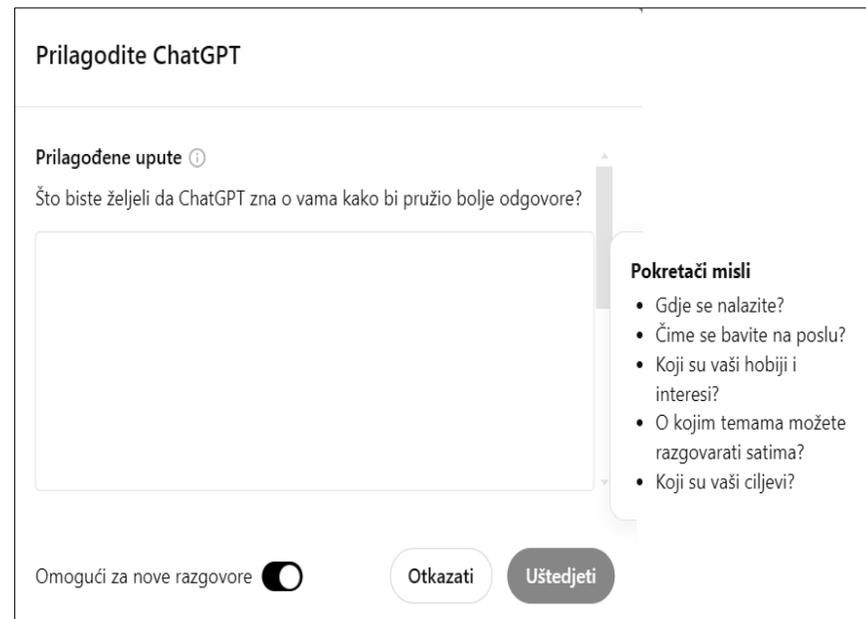 Prilagodite ChatGPT
Prilagođene upute
Što biste željeli da ChatGPT zna o vama kako bi pružio bolje odgovore?
Pokretači misli
• Gdje se nalazite?
• Čime se bavite na poslu?
• Koji su vaši hobiji i
interesi?
• O kojim temama možete
razgovarati satima?
• Koji su vaši ciljevi?
Omogući za nove razgovore
Otkazati
Uštedjeti